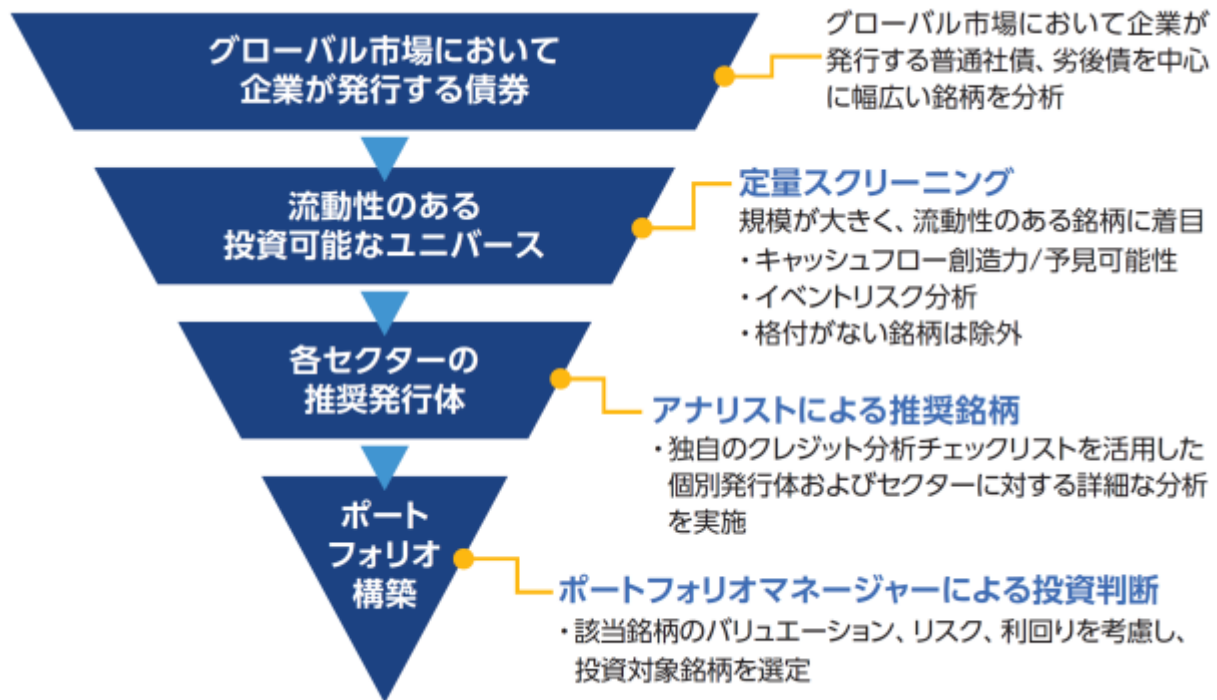 グローバル市場において
企業が発行する債券
グローバル市場において企業が
発行する普通社債、劣後債を中心
に幅広い銘柄を分析
流動性のある
投資可能なユニバース
定量スクリーニング
規模が大きく、流動性のある銘柄に着目
・キャッシュフロー創造力/予見可能性
・イベントリスク分析
・格付がない銘柄は除外
各セクターの
推奨発行体
アナリストによる推奨銘柄
・独自のクレジット分析チェックリストを活用した
個別発行体およびセクターに対する詳細な分析
を実施
ポート
フォリオ
構築
ポートフォリオマネージャーによる投資判断
・該当銘柄のバリュエーション、リスク、利回りを考慮し、
投資対象銘柄を選定